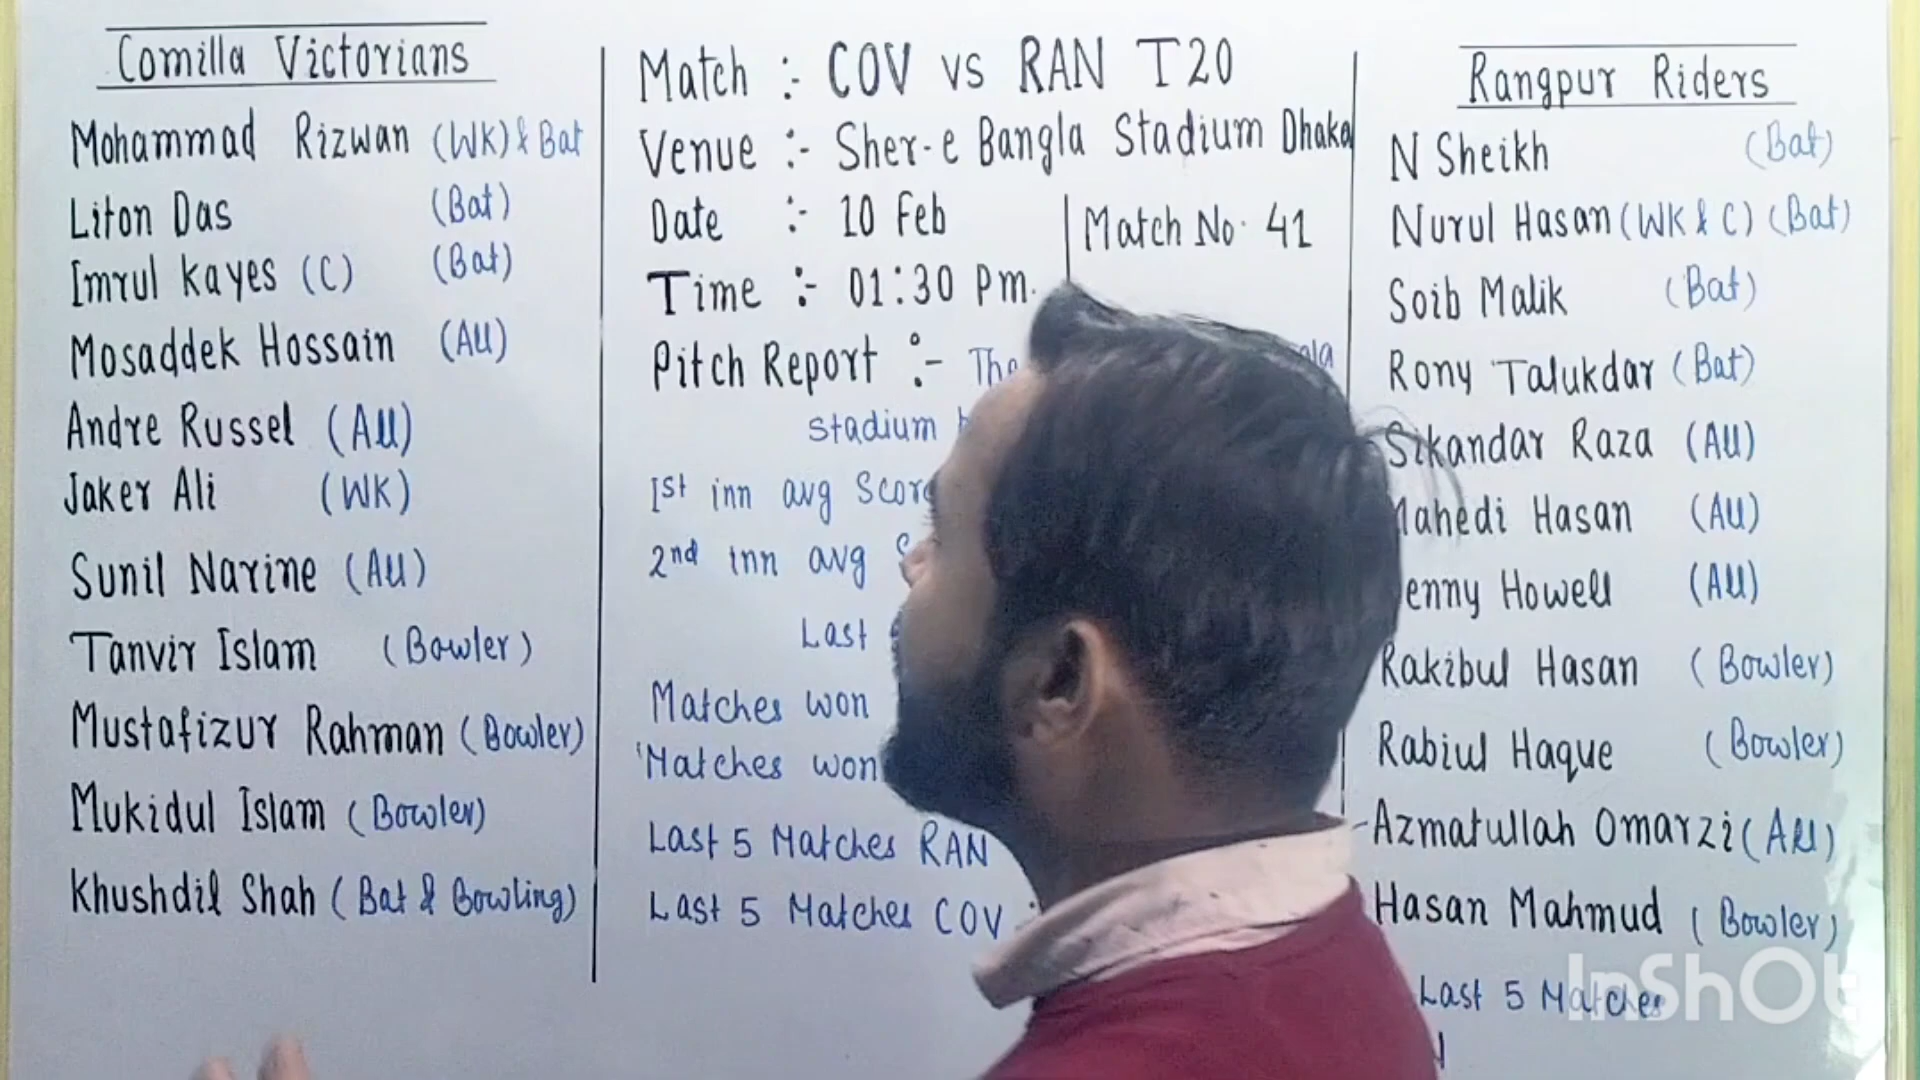 Comilla Victorians
Mohammad Rizwan (WK) & Bat
Liton Das (Bat)
Imrul Kayes (C) (Bat)
Mosaddek Hossain (All)
Andre Russel (All)
Jaker Ali (WK)
Sunil Narine (All)
Tanvir Islam (Bowler)
Mustafizur Rahman (Bowler)
Mukidul Islam (Bowler)
Khushdil Shah (Bat & Bowling)
Match :- COV vs RAN T20
Venue :- Sher-e Bangla Stadium Dhaka
Date :- 10 Feb
Match No. 41
Time :- 01:30 Pm.
Pitch Report :- The
stadium
1st inn avg Score
2nd inn avg
Last
Matches won
Matches won
Last 5 Matches RAN
Last 5 Matches COV
Rangpur Riders
N Sheikh (Bat)
Nurul Hasan (WK & C) (Bat)
Soib Malik (Bat)
Rony Talukdar (Bat)
Sikandar Raza (All)
Mahedi Hasan (All)
enny Howell (All)
Rakibul Hasan (Bowler)
Rabiul Haque (Bowler)
Azmatullah Omarzi (All)
Hasan Mahmud (Bowler)
Last 5 Matches
InShOt